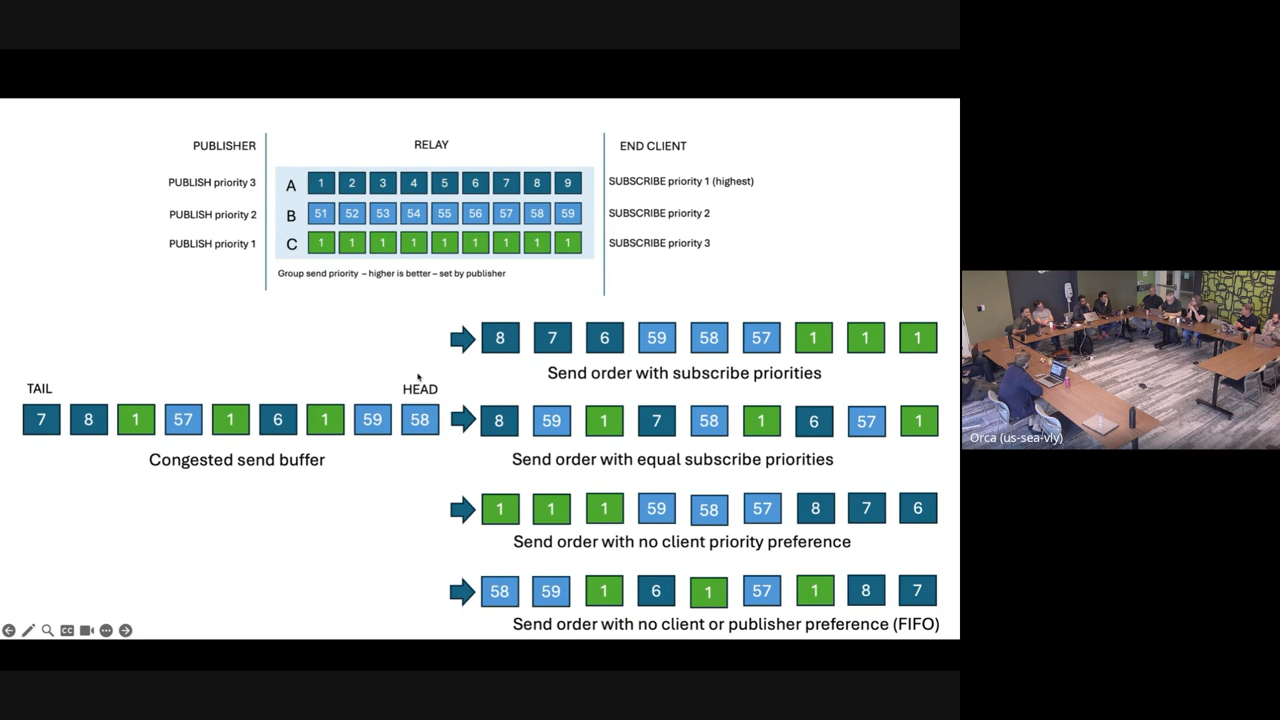 PUBLISHER
RELAY
END CLIENT
PUBLISH priority 3
A
1 2 3 4 5 6 7 8 9
SUBSCRIBE priority 1 (highest)
PUBLISH priority 2
B
51 52 53 54 55 56 57 58 59
SUBSCRIBE priority 2
PUBLISH priority 1
C
1 1 1 1 1 1 1 1 1
SUBSCRIBE priority 3
Group send priority – higher is better – set by publisher
8 7 6 59 58 57 1 1 1
Send order with subscribe priorities
TAIL
HEAD
7 8 1 57 1 6 1 59 58
Congested send buffer
8 59 1 7 58 1 6 57 1
Send order with equal subscribe priorities
1 1 1 59 58 57 8 7 6
Send order with no client priority preference
58 59 1 6 1 57 1 8 7
Send order with no client or publisher preference (FIFO)
CC
Orca (us-sea-vly)